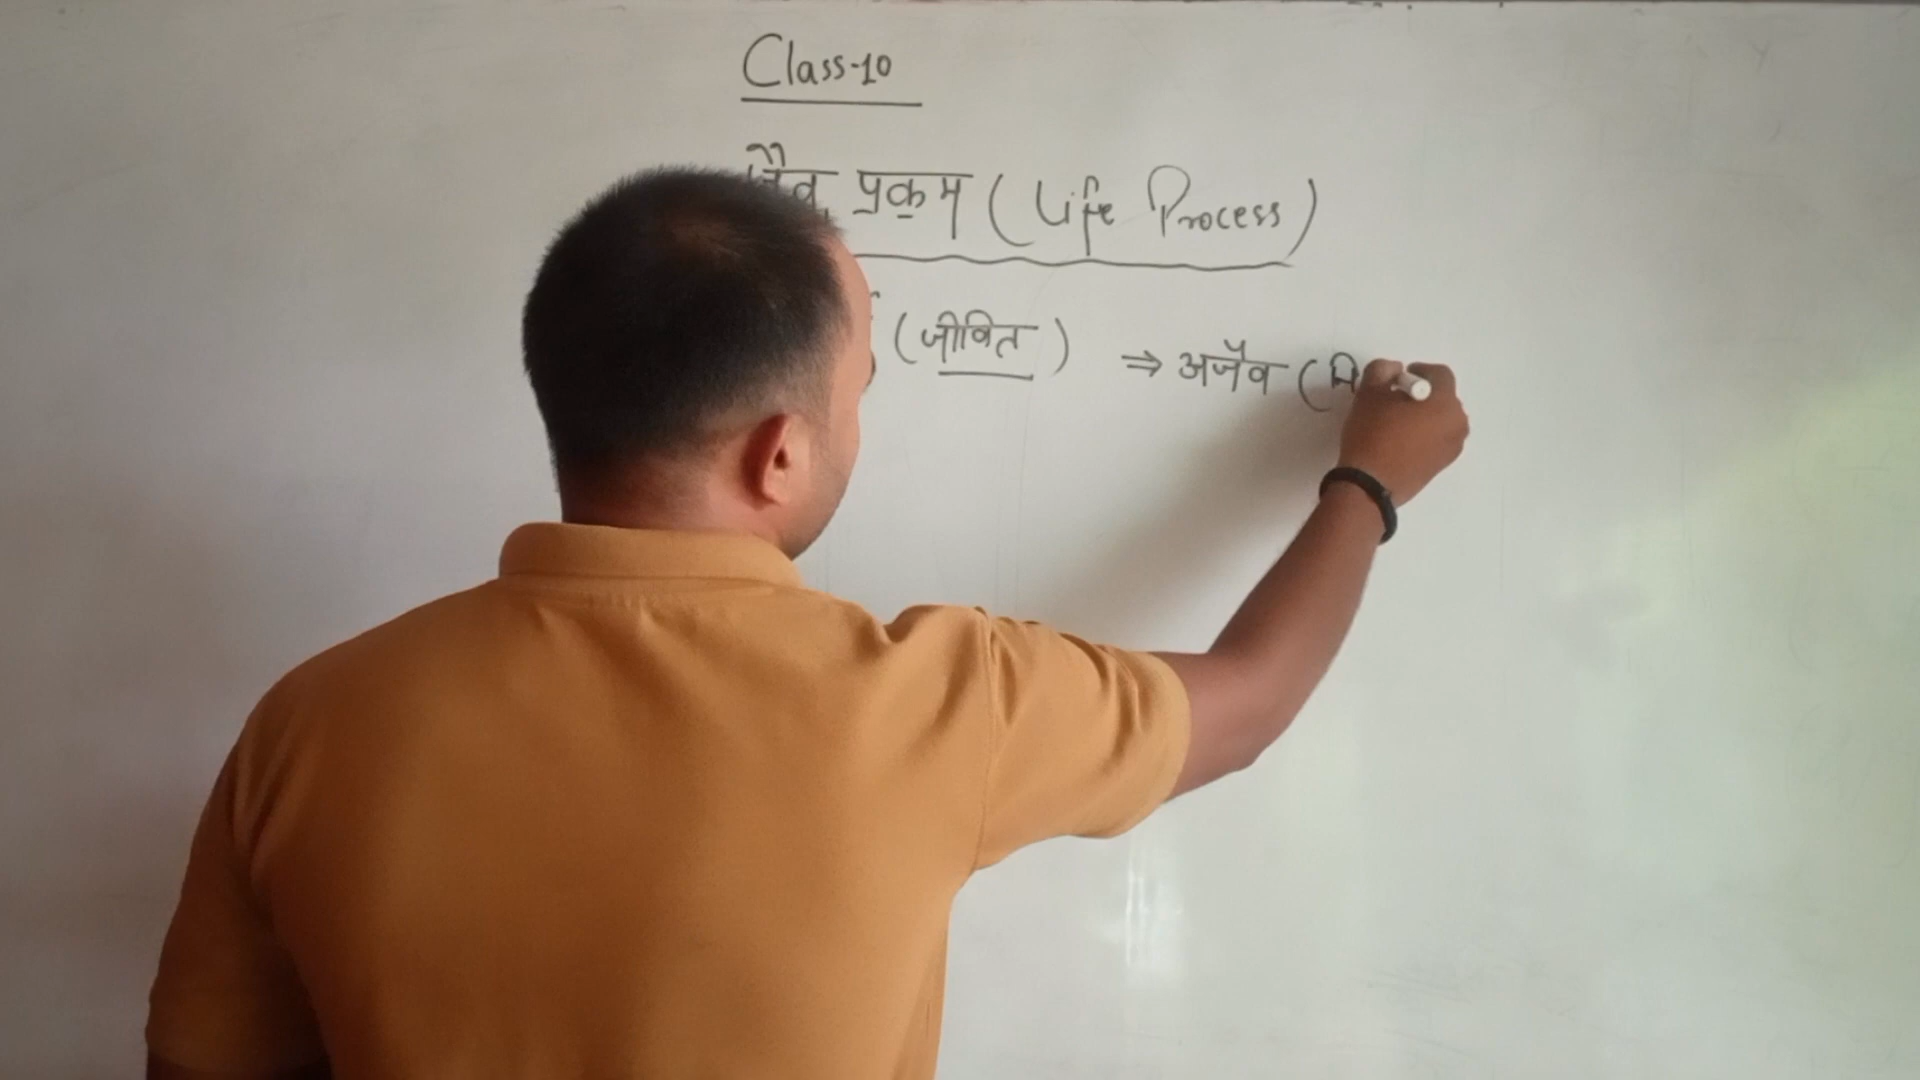 Class-10
जैव प्रक्रम ( Life Process )
( जीवित ) ⇒ अजैव (